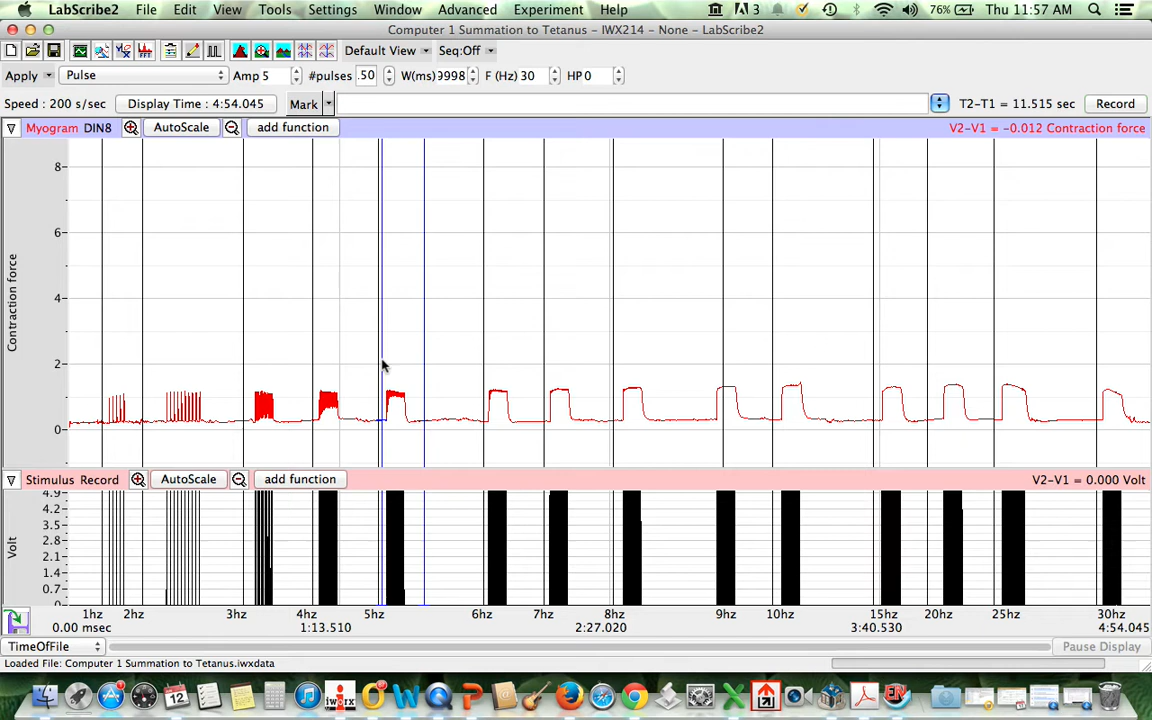 LabScribe2 File Edit View Tools Settings Window Advanced Experiment Help 3 76% Thu 11:57 AM
Computer 1 Summation to Tetanus - IWX214 - None - LabScribe2
Default View Seq:Off
Apply Pulse Amp 5 #pulses 50 W(ms) 9998 F (Hz) 30 HP 0
Speed : 200 s/sec Display Time : 4:54.045 Mark T2-T1 = 11.515 sec Record
Myogram DIN8 AutoScale add function V2-V1 = -0.012 Contraction force
8
6
4
2
0
Contraction force
Stimulus Record AutoScale add function V2-V1 = 0.000 Volt
4.9
4.2
3.5
2.8
2.1
1.4
0.7
Volt
1hz 2hz 3hz 4hz 5hz 6hz 7hz 8hz 9hz 10hz 15hz 20hz 25hz 30hz
0.00 msec 1:13.510 2:27.020 3:40.530 4:54.045
TimeOfFile Pause Display
Loaded File: Computer 1 Summation to Tetanus.iwxdata
12 iworx EN